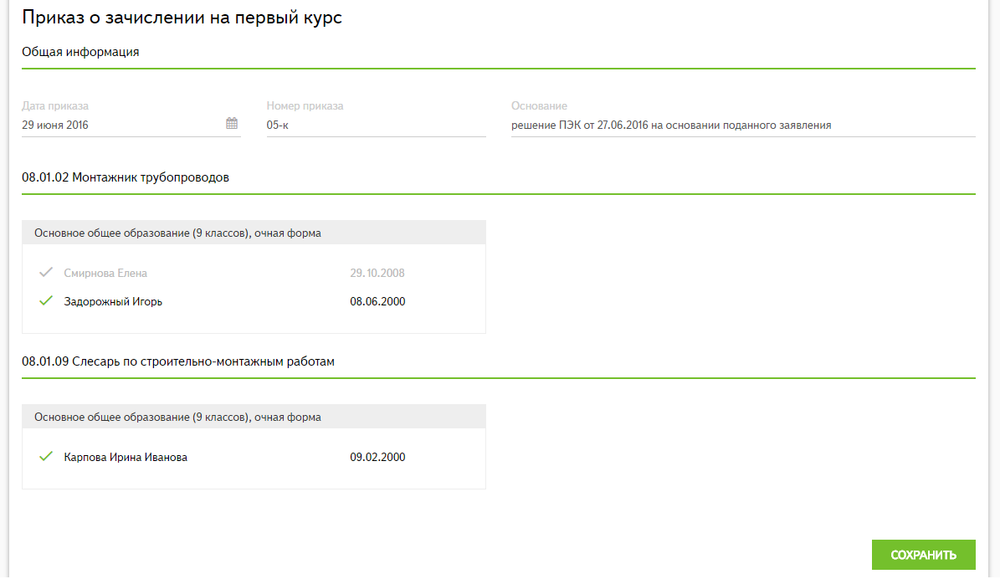 Приказ о зачислении на первый курс
Общая информация
Дата приказа Номер приказа Основание
29 июня 2016 05-к решение ПЭК от 27.06.2016 на основании поданного заявления
08.01.02 Монтажник трубопроводов
Основное общее образование (9 классов), очная форма
Смирнова Елена 29.10.2008
Задорожный Игорь 08.06.2000
08.01.09 Слесарь по строительно-монтажным работам
Основное общее образование (9 классов), очная форма
Карпова Ирина Иванова 09.02.2000
СОХРАНИТЬ